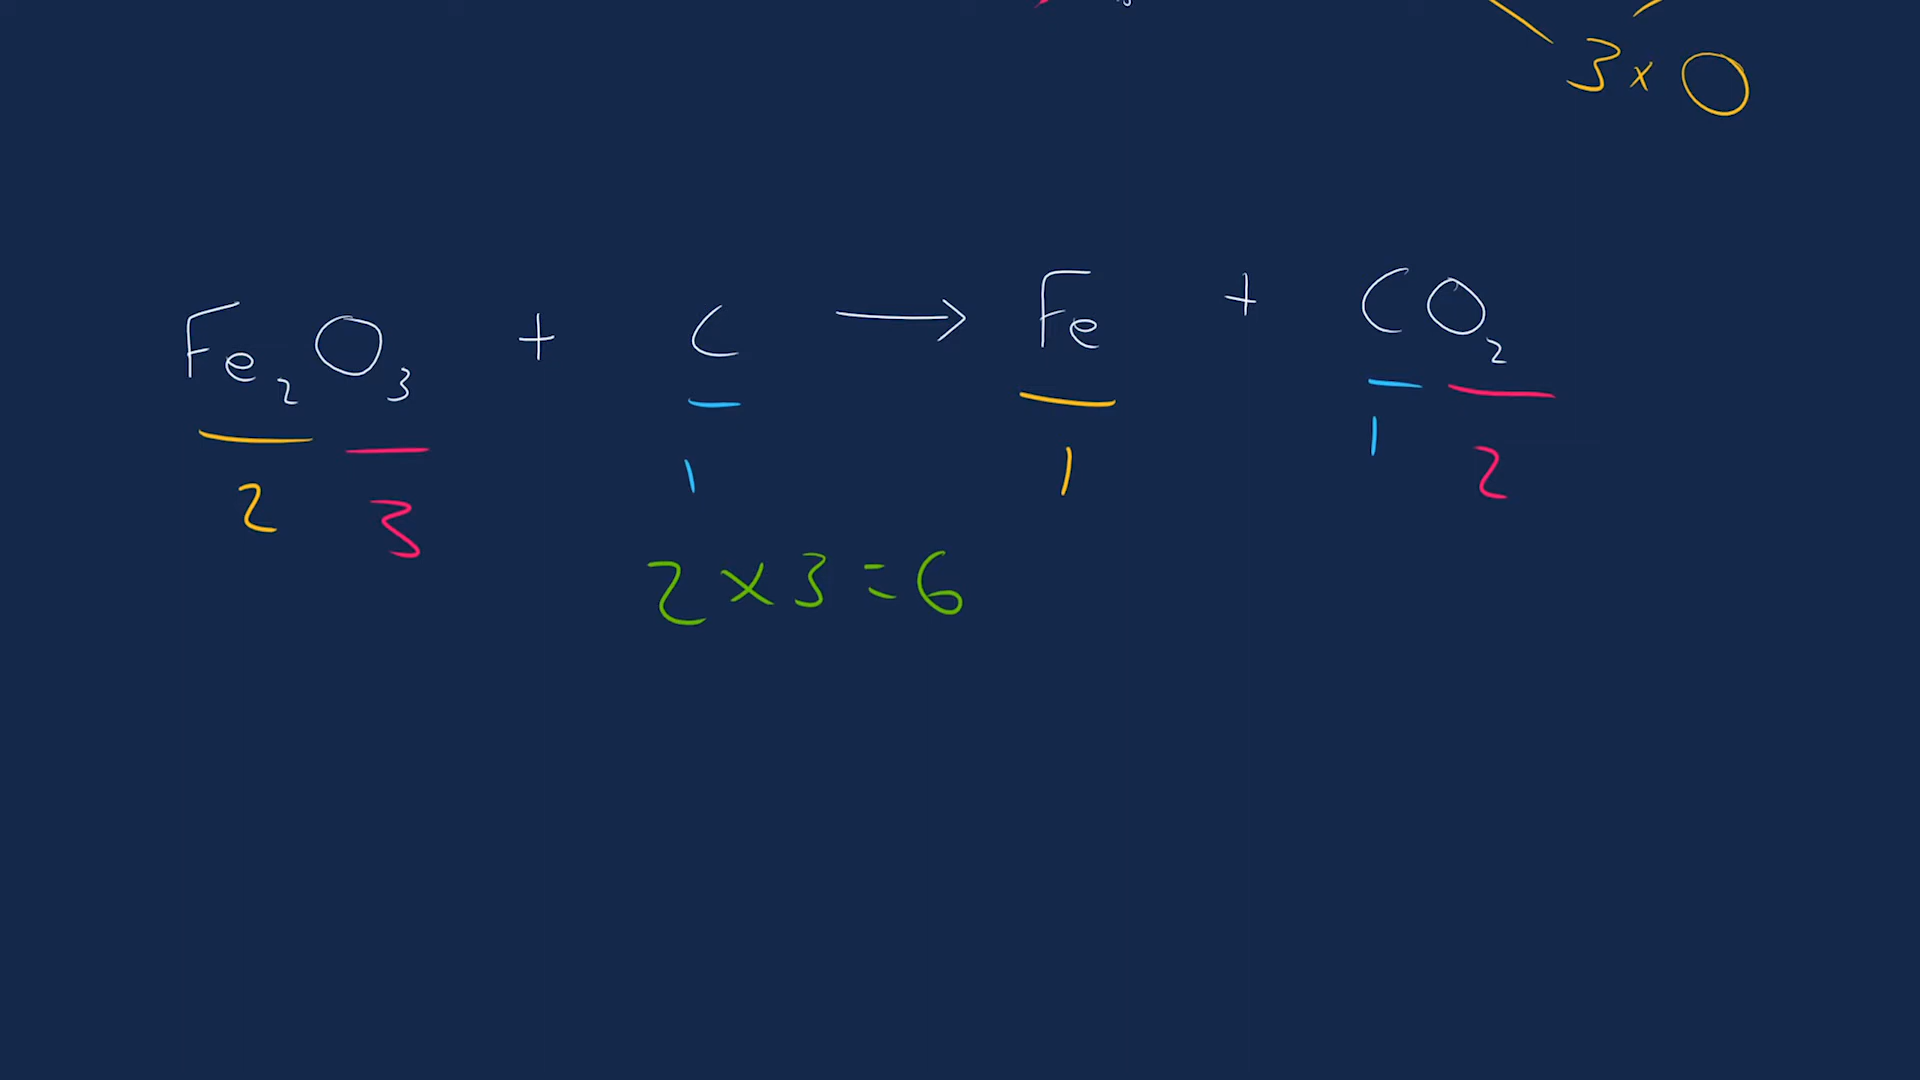 3 x O
Fe₂O₃ + C ⟶ Fe + CO₂
2 3 1 1 1 2
2 x 3 = 6